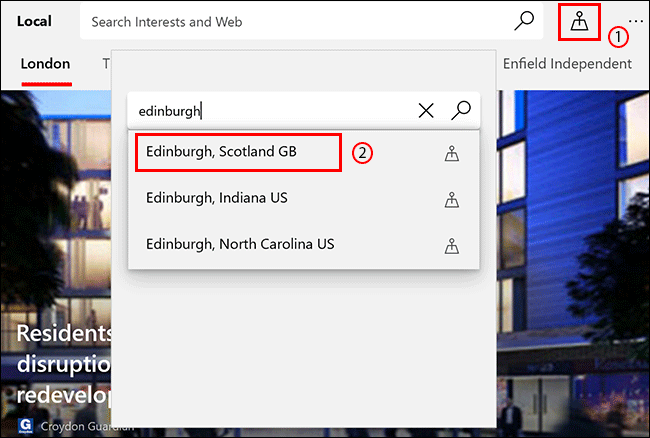 Local
Search Interests and Web
1
London
T
Enfield Independent
edinburgh
Edinburgh, Scotland GB
2
Edinburgh, Indiana US
Edinburgh, North Carolina US
Residents
disruptio
redevelop
G
Croydon Guardian